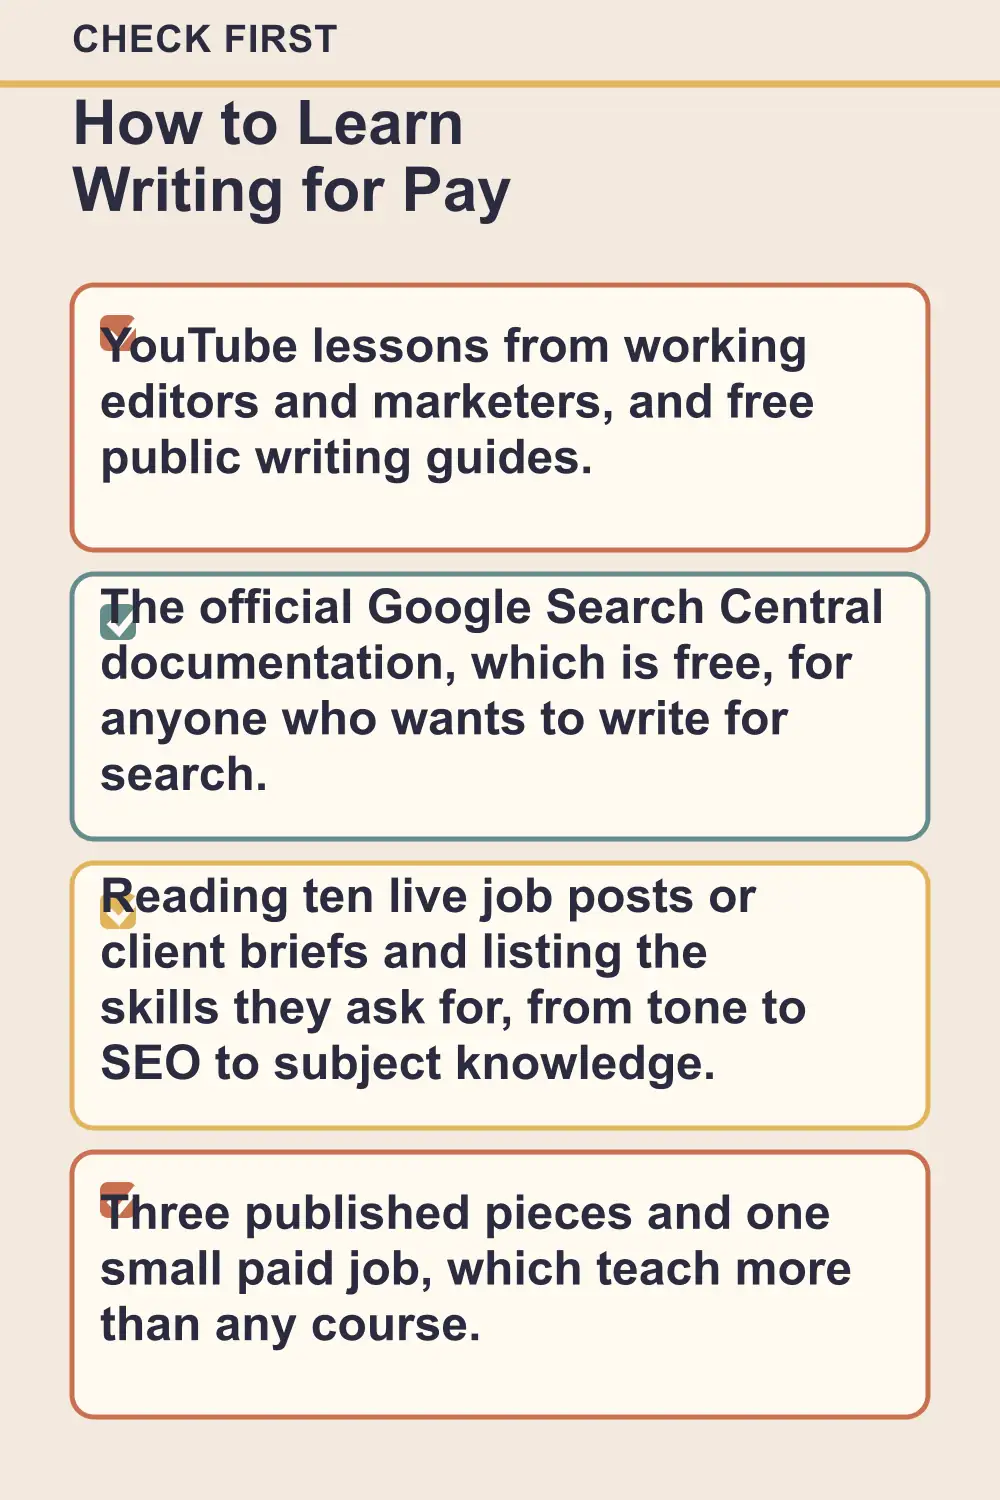 CHECK FIRST
How to Learn
Writing for Pay
YouTube lessons from working
editors and marketers, and free
public writing guides.
The official Google Search Central
documentation, which is free, for
anyone who wants to write for
search.
Reading ten live job posts or
client briefs and listing the
skills they ask for, from tone to
SEO to subject knowledge.
Three published pieces and one
small paid job, which teach more
than any course.